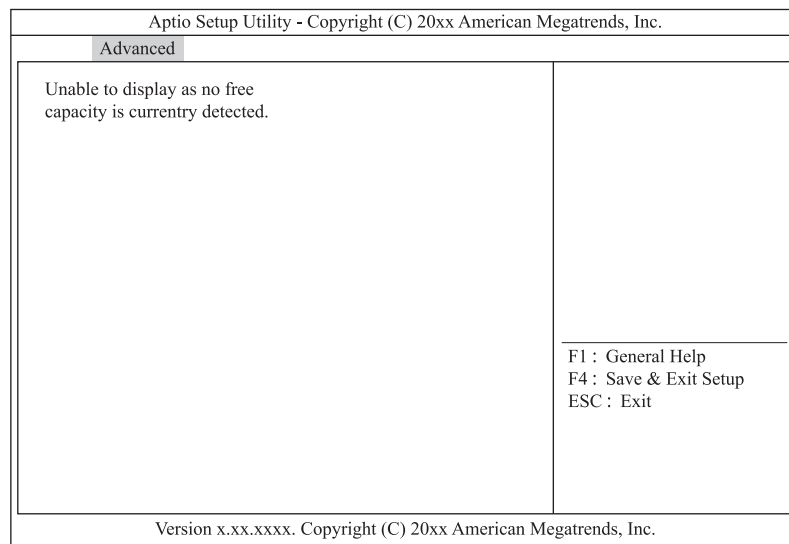 Aptio Setup Utility - Copyright (C) 20xx American Megatrends, Inc.
Advanced
Unable to display as no free
capacity is currentry detected.
F1 : General Help
F4 : Save & Exit Setup
ESC : Exit
Version x.xx.xxxx. Copyright (C) 20xx American Megatrends, Inc.